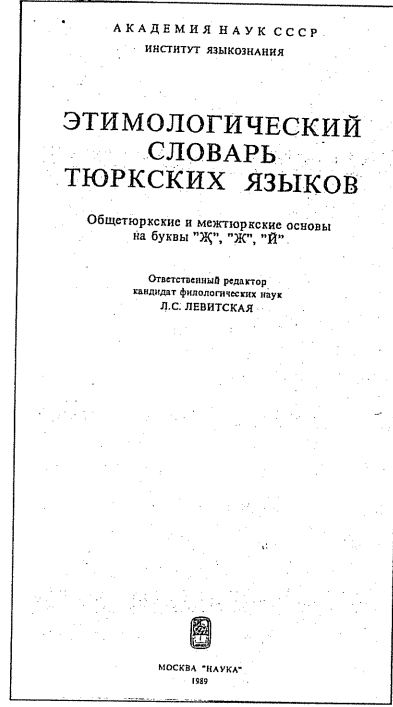 АКАДЕМИЯ НАУК СССР
ИНСТИТУТ ЯЗЫКОЗНАНИЯ
ЭТИМОЛОГИЧЕСКИЙ
СЛОВАРЬ
ТЮРКСКИХ ЯЗЫКОВ
Общетюркские и межтюркские основы
на буквы "Җ", "Ж", "Й"
Ответственный редактор
кандидат филологических наук
Л.С. ЛЕВИТСКАЯ
МОСКВА "НАУКА"
1989